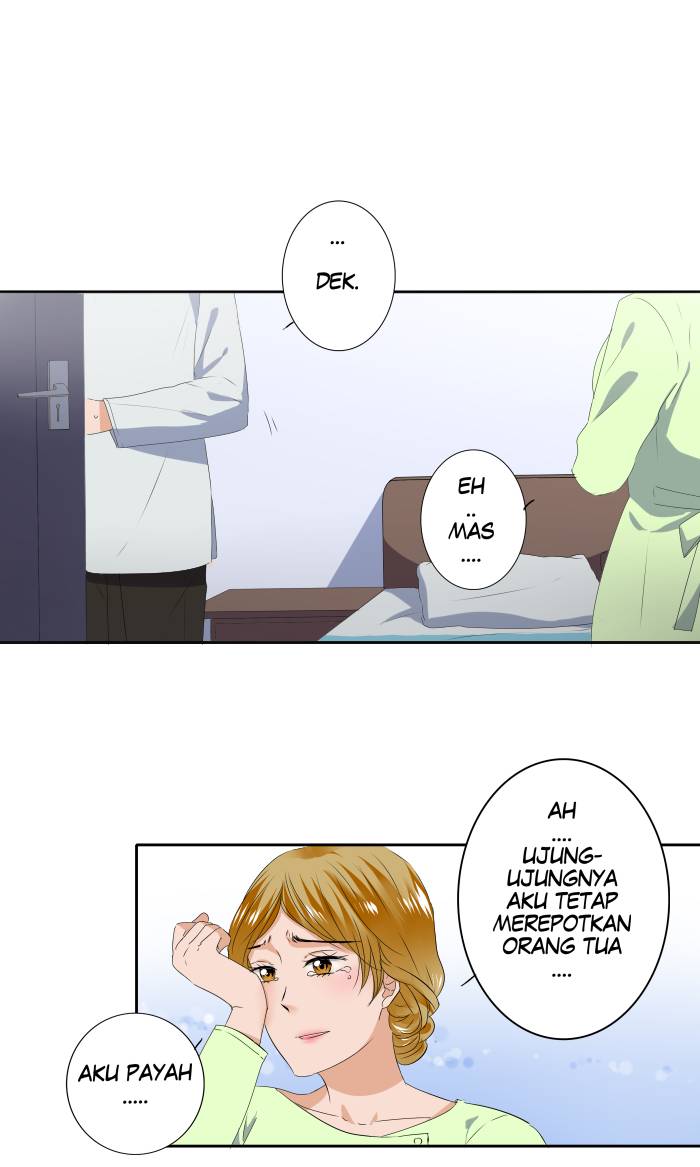 ...
DEK.
EH
..
MAS
....
AH
....
UJUNG-
UJUNGNYA
AKU TETAP
MEREPOTKAN
ORANG TUA
....
AKU PAYAH
.....